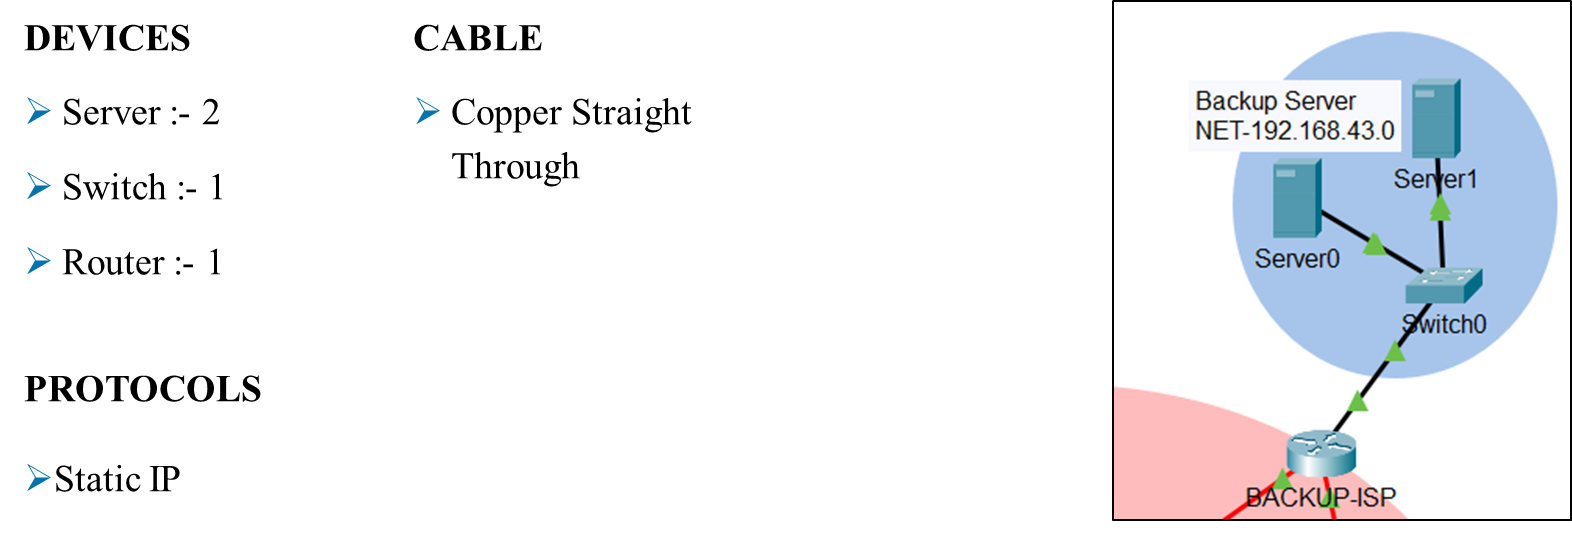 DEVICES
Server :- 2
Switch :- 1
Router :- 1
PROTOCOLS
Static IP
CABLE
Copper Straight
Through
Backup Server
NET-192.168.43.0
Server1
Server0
Switch0
BACKUP-ISP